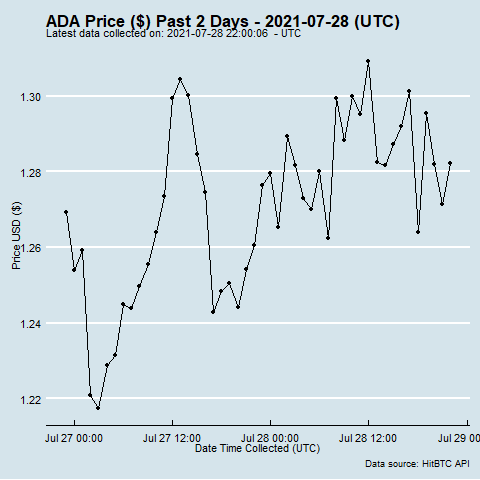 ADA Price ($) Past 2 Days - 2021-07-28 (UTC)
Latest data collected on: 2021-07-28 22:00:06 - UTC
Price USD ($)
1.30
1.28
1.26
1.24
1.22
Jul 27 00:00 Jul 27 12:00 Jul 28 00:00 Jul 28 12:00 Jul 29 00
Date Time Collected (UTC)
Data source: HitBTC API